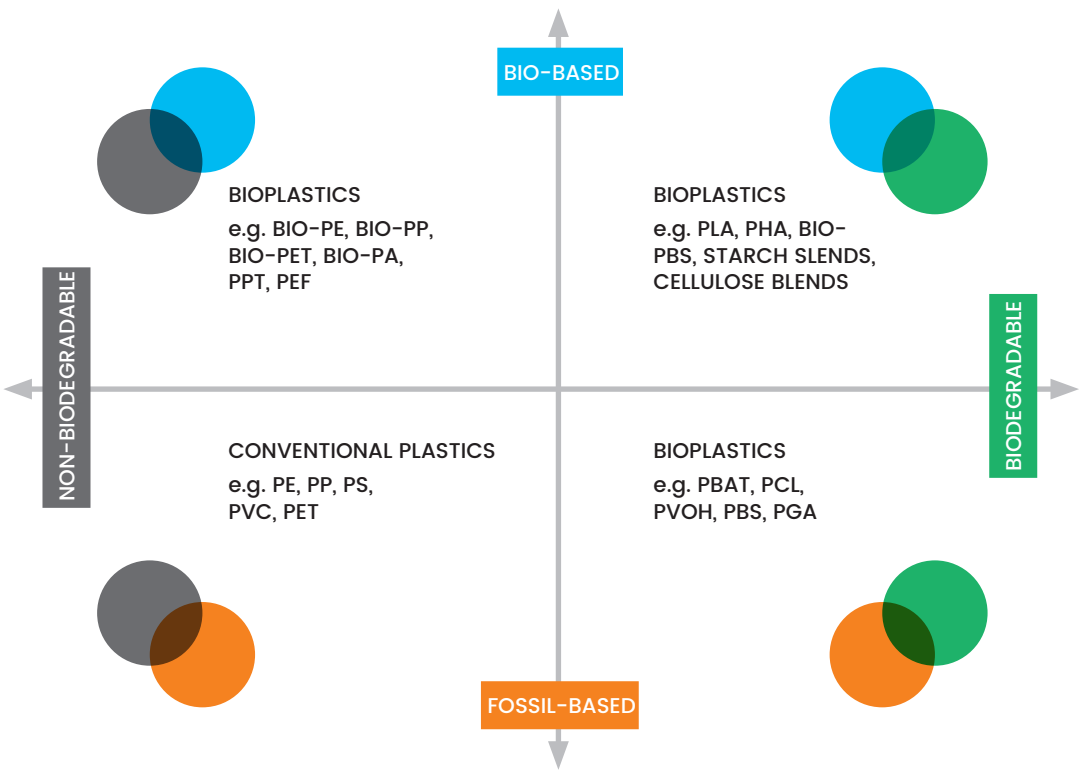 BIO-BASED
BIOPLASTICS
e.g. BIO-PE, BIO-PP,
BIO-PET, BIO-PA,
PPT, PEF
BIOPLASTICS
e.g. PLA, PHA, BIO-
PBS, STARCH SLENDS,
CELLULOSE BLENDS
NON-BIODEGRADABLE
BIODEGRADABLE
CONVENTIONAL PLASTICS
e.g. PE, PP, PS,
PVC, PET
BIOPLASTICS
e.g. PBAT, PCL,
PVOH, PBS, PGA
FOSSIL-BASED